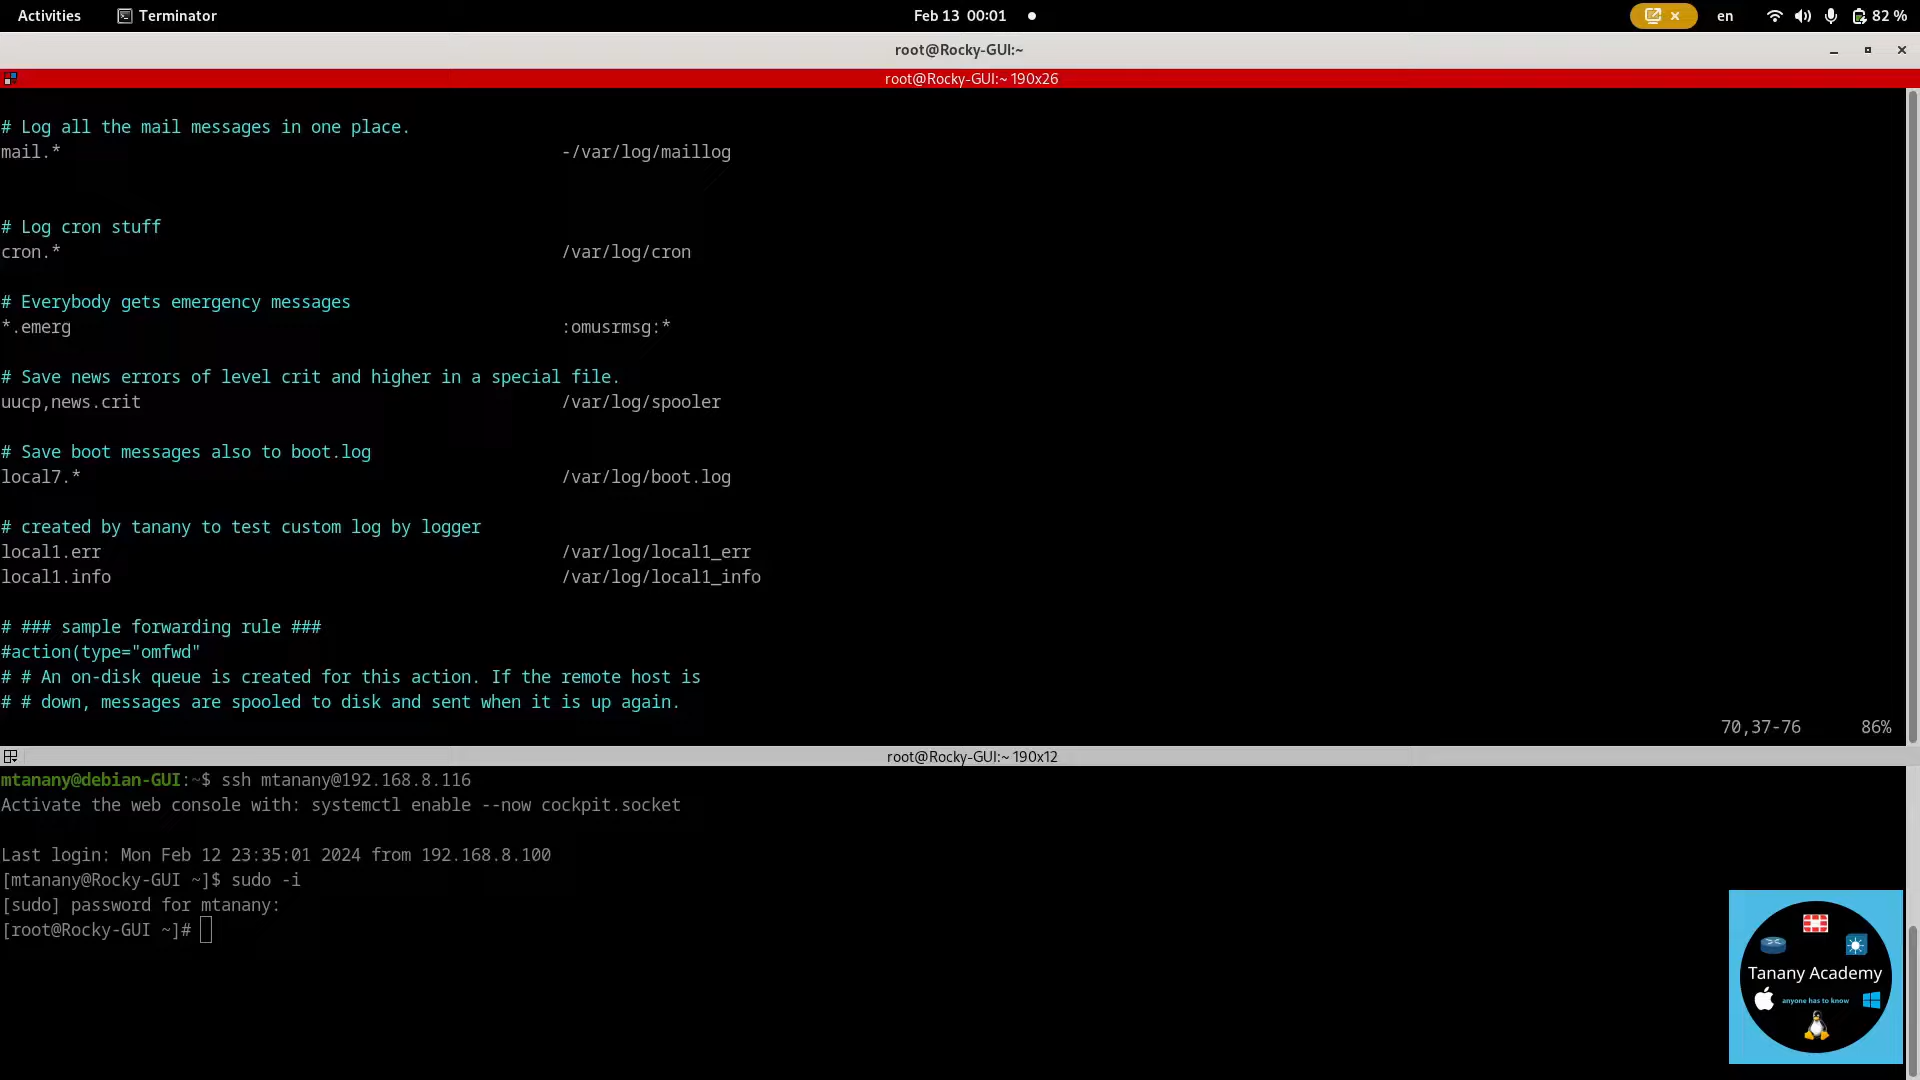 Activities Terminator Feb 13 00:01 en 82 %
root@Rocky-GUI:~
root@Rocky-GUI:~ 190x26
# Log all the mail messages in one place.
mail.* -/var/log/maillog
# Log cron stuff
cron.* /var/log/cron
# Everybody gets emergency messages
*.emerg :omusrmsg:*
# Save news errors of level crit and higher in a special file.
uucp,news.crit /var/log/spooler
# Save boot messages also to boot.log
local7.* /var/log/boot.log
# created by tanany to test custom log by logger
local1.err /var/log/local1_err
local1.info /var/log/local1_info
# ### sample forwarding rule ###
#action(type="omfwd"
# # An on-disk queue is created for this action. If the remote host is
# # down, messages are spooled to disk and sent when it is up again.
70,37-76 86%
root@Rocky-GUI:~ 190x12
mtanany@debian-GUI:~$ ssh mtanany@192.168.8.116
Activate the web console with: systemctl enable --now cockpit.socket
Last login: Mon Feb 12 23:35:01 2024 from 192.168.8.100
[mtanany@Rocky-GUI ~]$ sudo -i
[sudo] password for mtanany:
[root@Rocky-GUI ~]#
Tanany Academy
anyone has to know